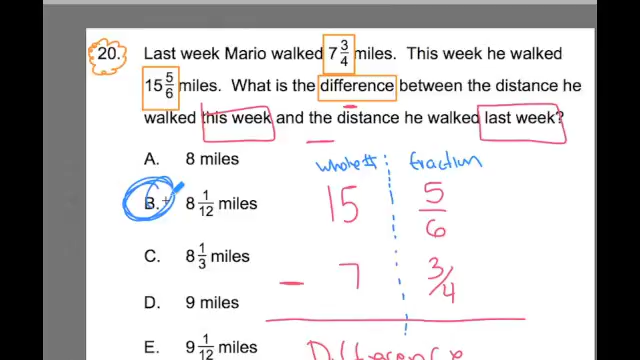 20. Last week Mario walked 7 3/4 miles. This week he walked
15 5/6 miles. What is the difference between the distance he
walked this week and the distance he walked last week?
A. 8 miles
whole # fraction
B. 8 1/12 miles
15 5/6
C. 8 1/3 miles
- 7 3/4
D. 9 miles
E. 9 1/12 miles
Difference